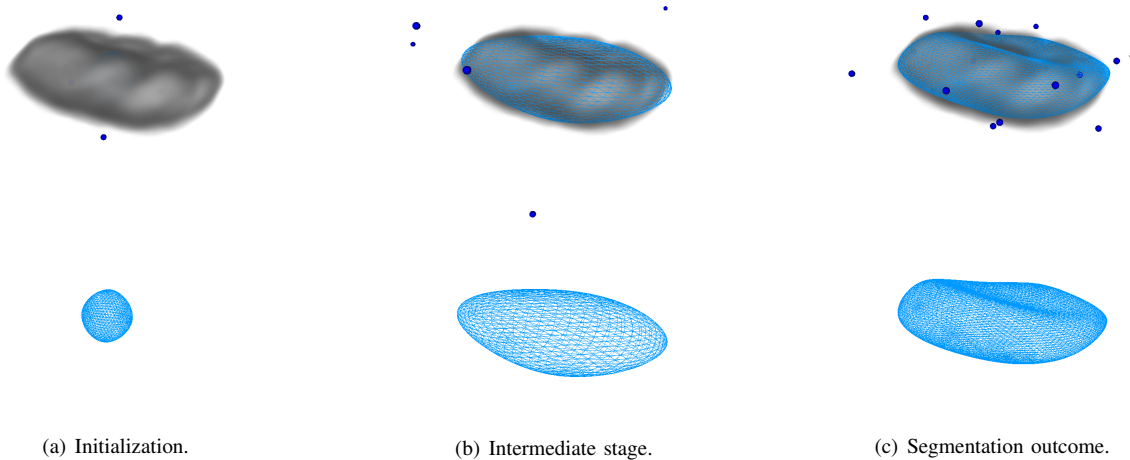 (a) Initialization.
(b) Intermediate stage.
(c) Segmentation outcome.